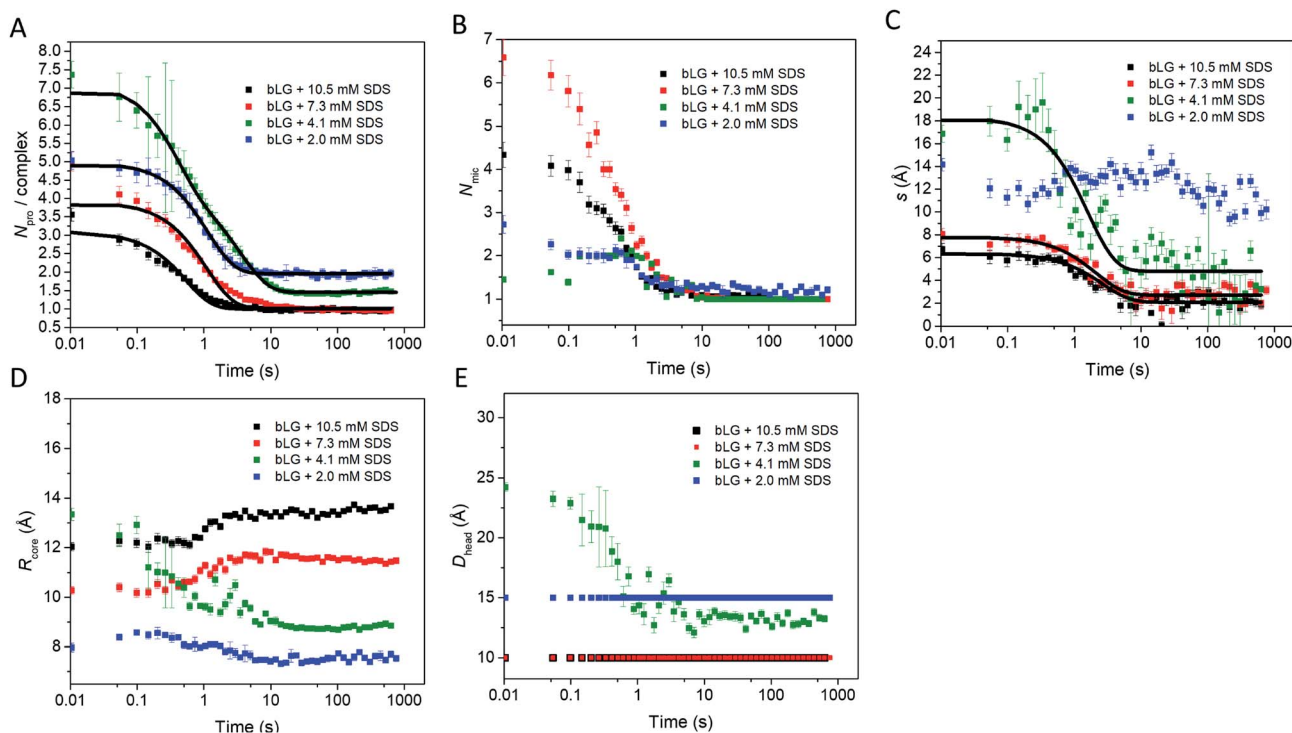 A
8.0
7.5
7.0
6.5
6.0
5.5
5.0
4.5
4.0
3.5
3.0
2.5
2.0
1.5
1.0
0.5
N_pro / complex
bLG + 10.5 mM SDS
bLG + 7.3 mM SDS
bLG + 4.1 mM SDS
bLG + 2.0 mM SDS
0.01 0.1 1 10 100 1000
Time (s)
B
7
6
5
4
3
2
1
N_mic
bLG + 10.5 mM SDS
bLG + 7.3 mM SDS
bLG + 4.1 mM SDS
bLG + 2.0 mM SDS
0.01 0.1 1 10 100 1000
Time (s)
C
24
22
20
18
16
14
12
10
8
6
4
2
0
s (Å)
bLG + 10.5 mM SDS
bLG + 7.3 mM SDS
bLG + 4.1 mM SDS
bLG + 2.0 mM SDS
0.01 0.1 1 10 100 1000
Time (s)
D
18
16
14
12
10
8
R_core (Å)
bLG + 10.5 mM SDS
bLG + 7.3 mM SDS
bLG + 4.1 mM SDS
bLG + 2.0 mM SDS
0.01 0.1 1 10 100 1000
Time (s)
E
30
25
20
15
10
D_head (Å)
bLG + 10.5 mM SDS
bLG + 7.3 mM SDS
bLG + 4.1 mM SDS
bLG + 2.0 mM SDS
0.01 0.1 1 10 100 1000
Time (s)